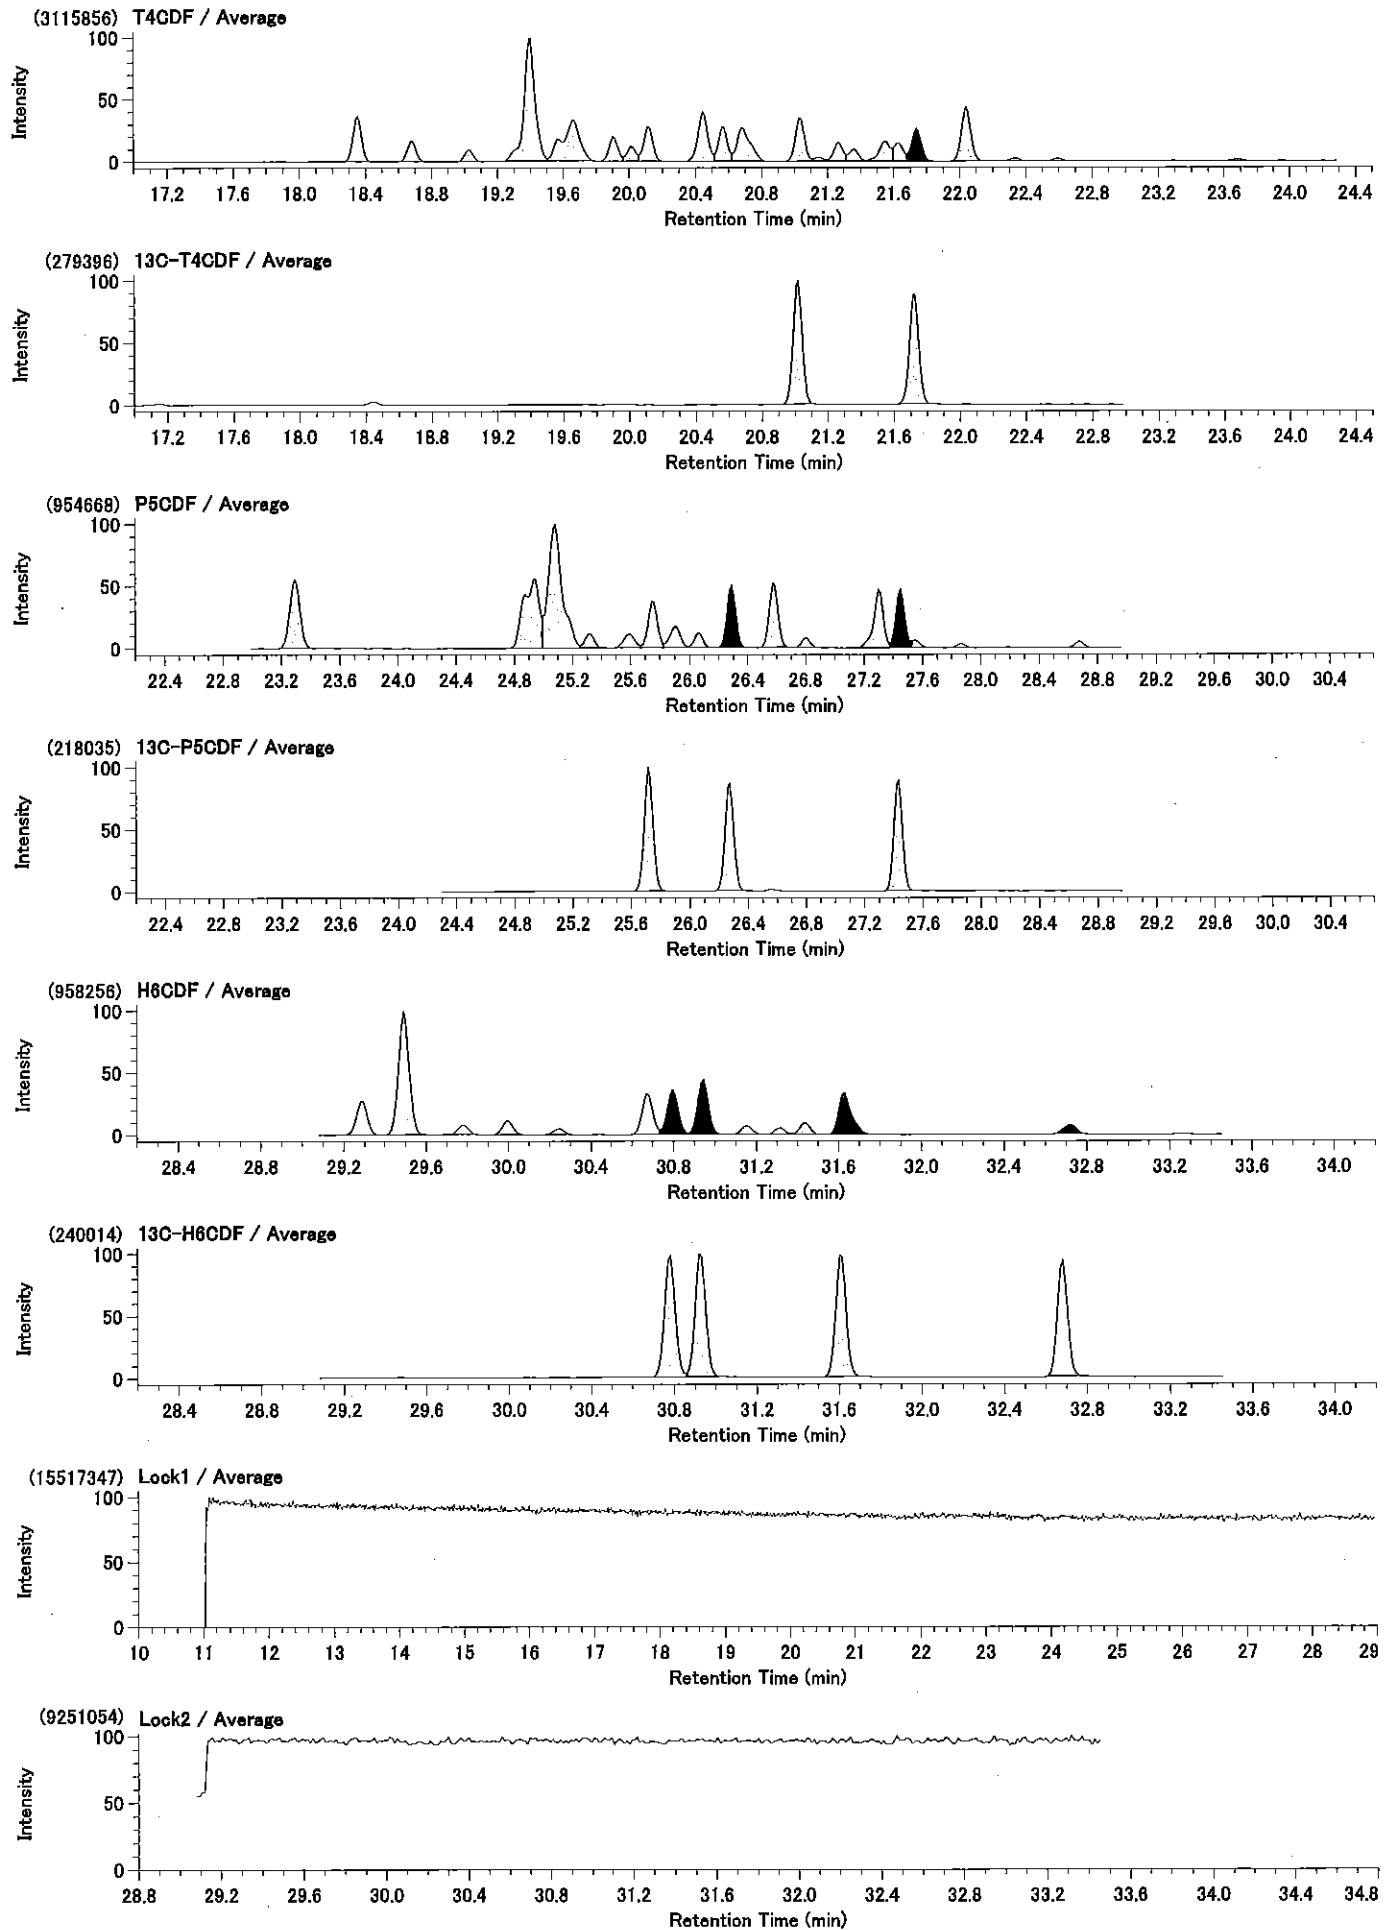 (3115856) T4CDF / Average
100
50
0
Intensity
17.2 17.6 18.0 18.4 18.8 19.2 19.6 20.0 20.4 20.8 21.2 21.6 22.0 22.4 22.8 23.2 23.6 24.0 24.4
Retention Time (min)
(279396) 13C-T4CDF / Average
100
50
0
Intensity
17.2 17.6 18.0 18.4 18.8 19.2 19.6 20.0 20.4 20.8 21.2 21.6 22.0 22.4 22.8 23.2 23.6 24.0 24.4
Retention Time (min)
(954668) P5CDF / Average
100
50
0
Intensity
22.4 22.8 23.2 23.6 24.0 24.4 24.8 25.2 25.6 26.0 26.4 26.8 27.2 27.6 28.0 28.4 28.8 29.2 29.6 30.0 30.4
Retention Time (min)
(218035) 13C-P5CDF / Average
100
50
0
Intensity
22.4 22.8 23.2 23.6 24.0 24.4 24.8 25.2 25.6 26.0 26.4 26.8 27.2 27.6 28.0 28.4 28.8 29.2 29.6 30.0 30.4
Retention Time (min)
(958256) H6CDF / Average
100
50
0
Intensity
28.4 28.8 29.2 29.6 30.0 30.4 30.8 31.2 31.6 32.0 32.4 32.8 33.2 33.6 34.0
Retention Time (min)
(240014) 13C-H6CDF / Average
100
50
0
Intensity
28.4 28.8 29.2 29.6 30.0 30.4 30.8 31.2 31.6 32.0 32.4 32.8 33.2 33.6 34.0
Retention Time (min)
(15517347) Lock1 / Average
100
50
0
Intensity
10 11 12 13 14 15 16 17 18 19 20 21 22 24 25 26 27 28 29
Retention Time (min)
(9251054) Lock2 / Average
100
50
0
Intensity
28.8 29.2 29.6 30.0 30.4 30.8 31.2 31.6 32.0 32.4 32.8 33.2 33.6 34.0 34.4 34.8
Retention Time (min)